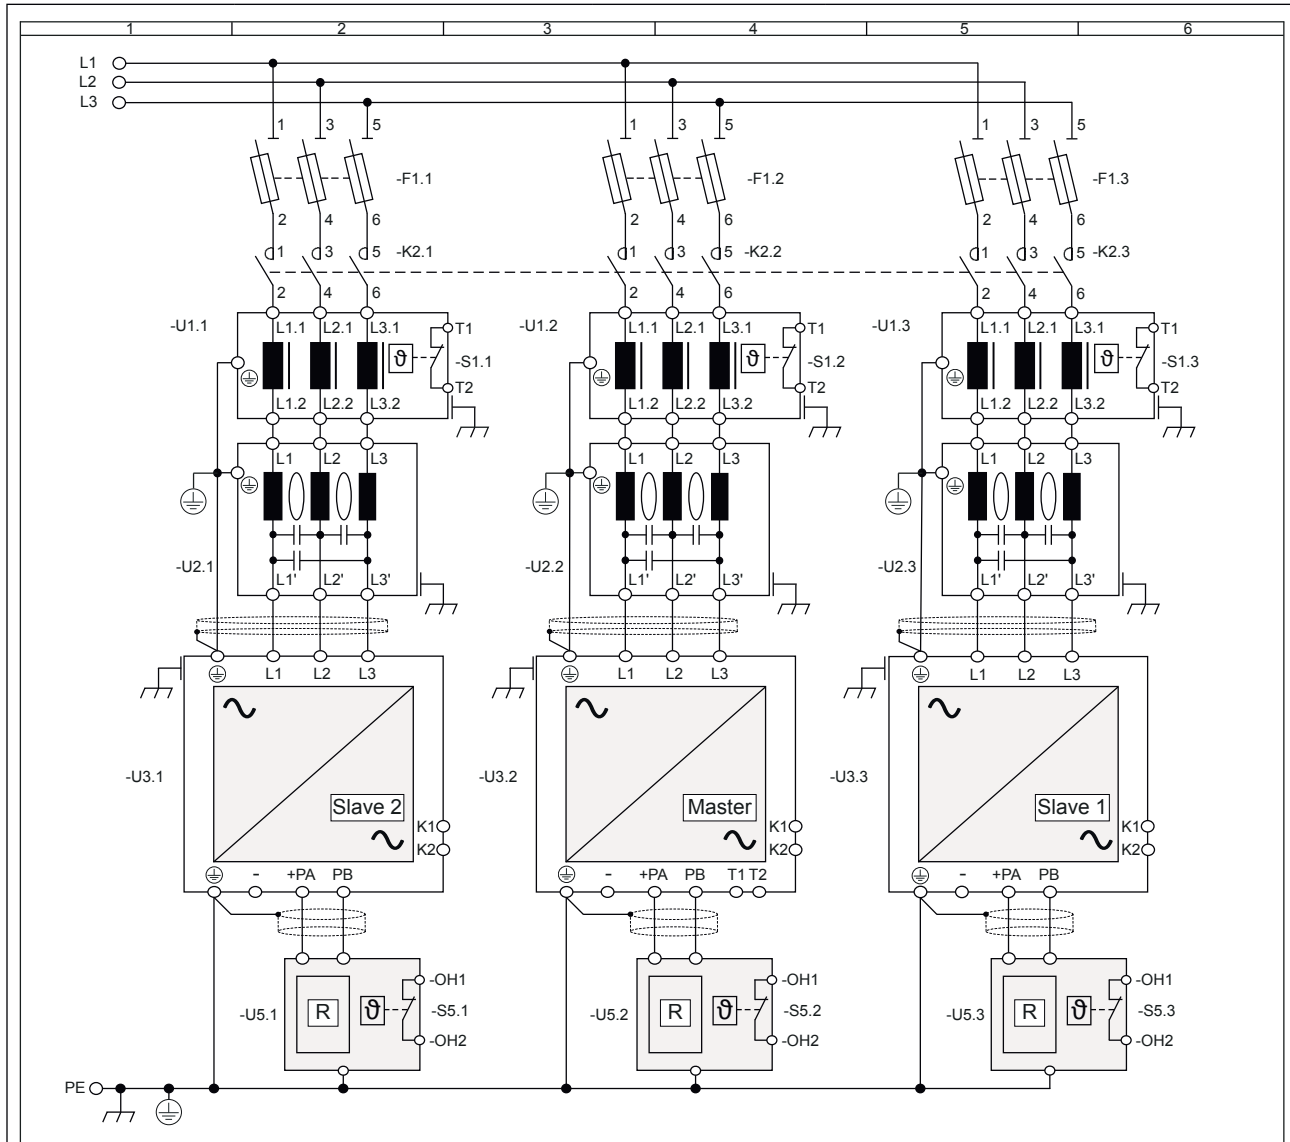 1 2 3 4 5 6
L1
L2
L3
1 3 5 1 3 5 1 3 5
-F1.1 -F1.2 -F1.3
2 4 6 2 4 6 2 4 6
1 3 5 -K2.1 1 3 5 -K2.2 1 3 5 -K2.3
2 4 6 2 4 6 2 4 6
-U1.1 L1.1 L2.1 L3.1 T1 -U1.2 L1.1 L2.1 L3.1 T1 -U1.3 L1.1 L2.1 L3.1 T1
ϑ -S1.1 ϑ -S1.2 ϑ -S1.3
T2 T2 T2
L1.2 L2.2 L3.2 L1.2 L2.2 L3.2 L1.2 L2.2 L3.2
L1 L2 L3 L1 L2 L3 L1 L2 L3
-U2.1 -U2.2 -U2.3
L1' L2' L3' L1' L2' L3' L1' L2' L3'
L1 L2 L3 L1 L2 L3 L1 L2 L3
-U3.1 -U3.2 -U3.3
Slave 2 Master Slave 1
K1 K1 K1
K2 K2 K2
- +PA PB - +PA PB T1 T2 - +PA PB
-OH1 -OH1 -OH1
-U5.1 R ϑ -S5.1 -U5.2 R ϑ -S5.2 -U5.3 R ϑ -S5.3
-OH2 -OH2 -OH2
PE